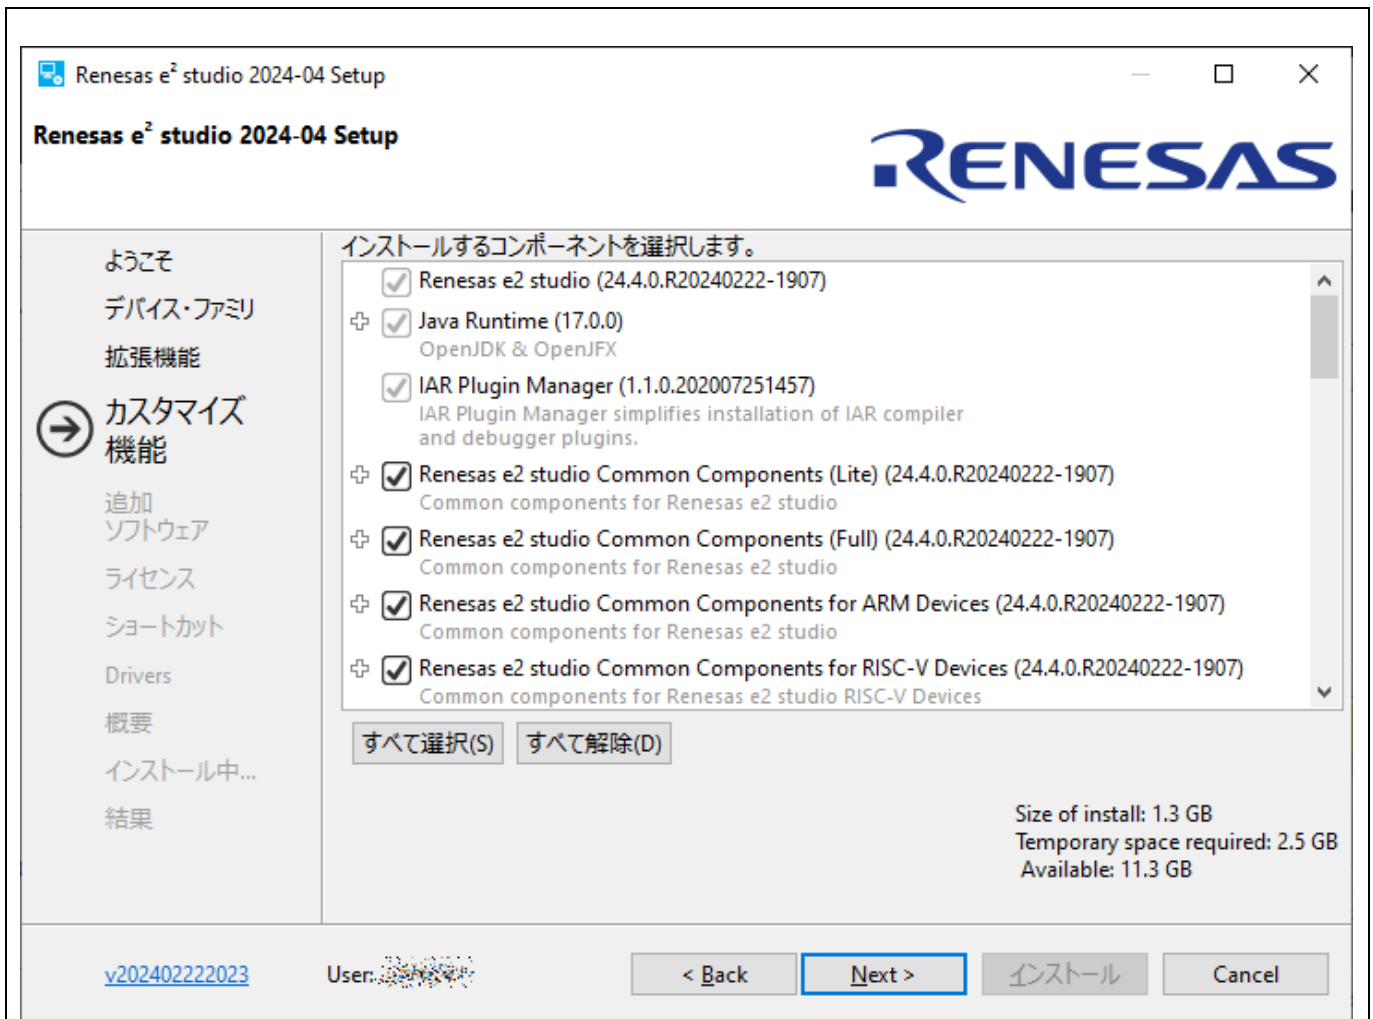 Renesas e² studio 2024-04 Setup
Renesas e² studio 2024-04 Setup
RENESAS
ようこそ
デバイス・ファミリ
拡張機能
カスタマイズ
機能
追加
ソフトウェア
ライセンス
ショートカット
Drivers
概要
インストール中...
結果
インストールするコンポーネントを選択します。
Renesas e2 studio (24.4.0.R20240222-1907)
Java Runtime (17.0.0)
OpenJDK & OpenJFX
IAR Plugin Manager (1.1.0.202007251457)
IAR Plugin Manager simplifies installation of IAR compiler
and debugger plugins.
Renesas e2 studio Common Components (Lite) (24.4.0.R20240222-1907)
Common components for Renesas e2 studio
Renesas e2 studio Common Components (Full) (24.4.0.R20240222-1907)
Common components for Renesas e2 studio
Renesas e2 studio Common Components for ARM Devices (24.4.0.R20240222-1907)
Common components for Renesas e2 studio
Renesas e2 studio Common Components for RISC-V Devices (24.4.0.R20240222-1907)
Common components for Renesas e2 studio RISC-V Devices
すべて選択(S) すべて解除(D)
Size of install: 1.3 GB
Temporary space required: 2.5 GB
Available: 11.3 GB
v202402222023 User: < Back Next > インストール Cancel